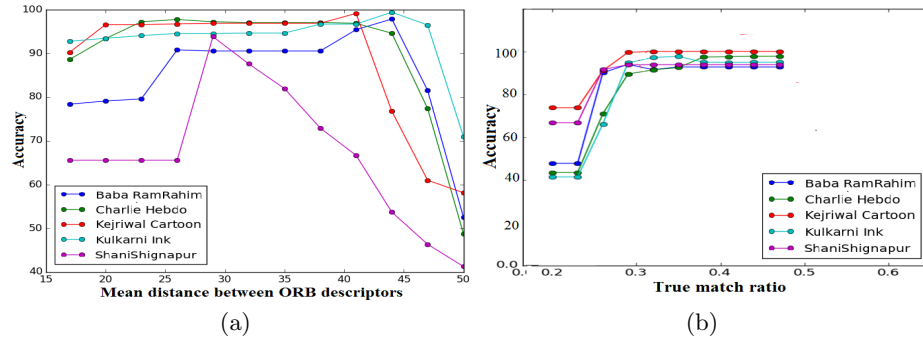 100
90
80
70
60
50
40
15 20 25 30 35 40 45 50
Accuracy
Mean distance between ORB descriptors
Baba RamRahim
Charlie Hebdo
Kejriwal Cartoon
Kulkarni Ink
ShaniShignapur
(a)
100
80
60
40
20
0.0
0.2 0.3 0.4 0.5 0.6
Accuracy
True match ratio
Baba RamRahim
Charlie Hebdo
Kejriwal Cartoon
Kulkarni Ink
ShaniShignapur
(b)